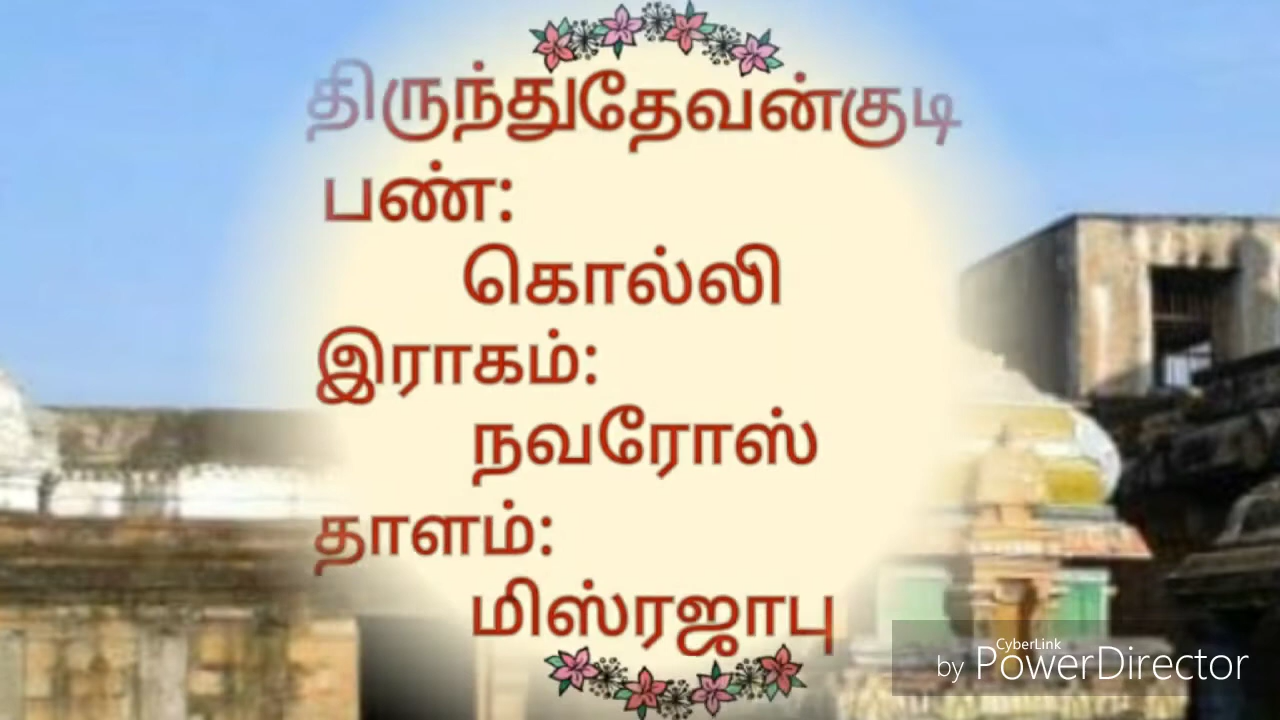 திருந்துதேவன்குடி
பண்:
கொல்லி
இராகம்:
நவரோஸ்
தாளம்:
மிஸ்ரஜாபு
CyberLink
by PowerDirector